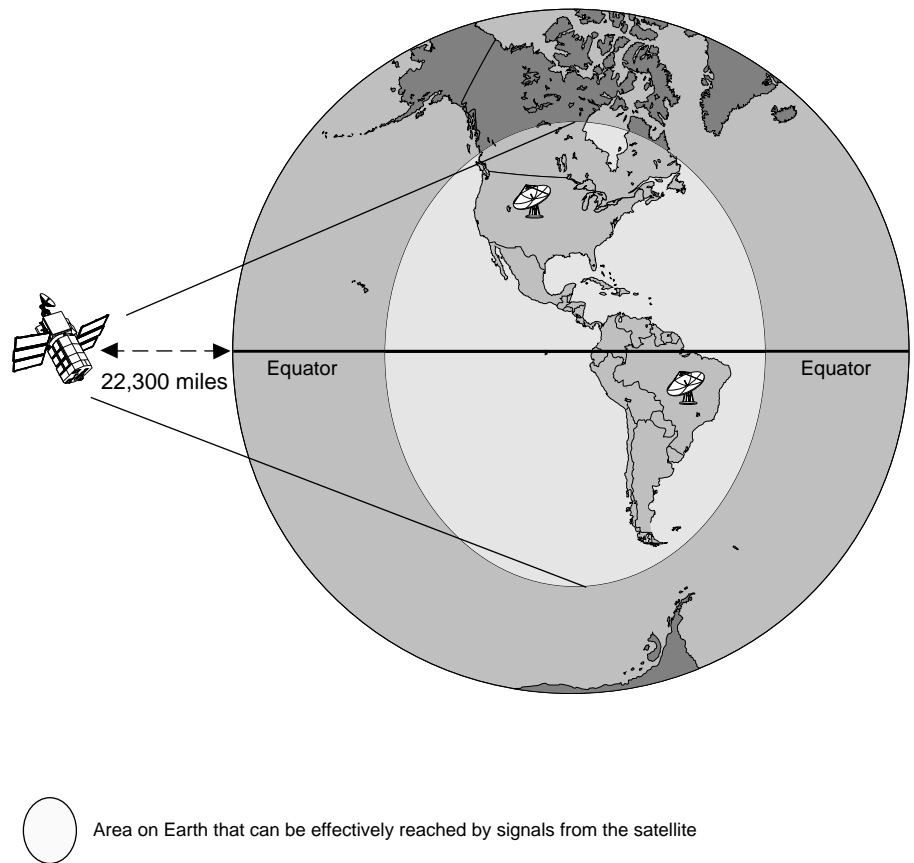 22,300 miles
Equator
Equator
Area on Earth that can be effectively reached by signals from the satellite